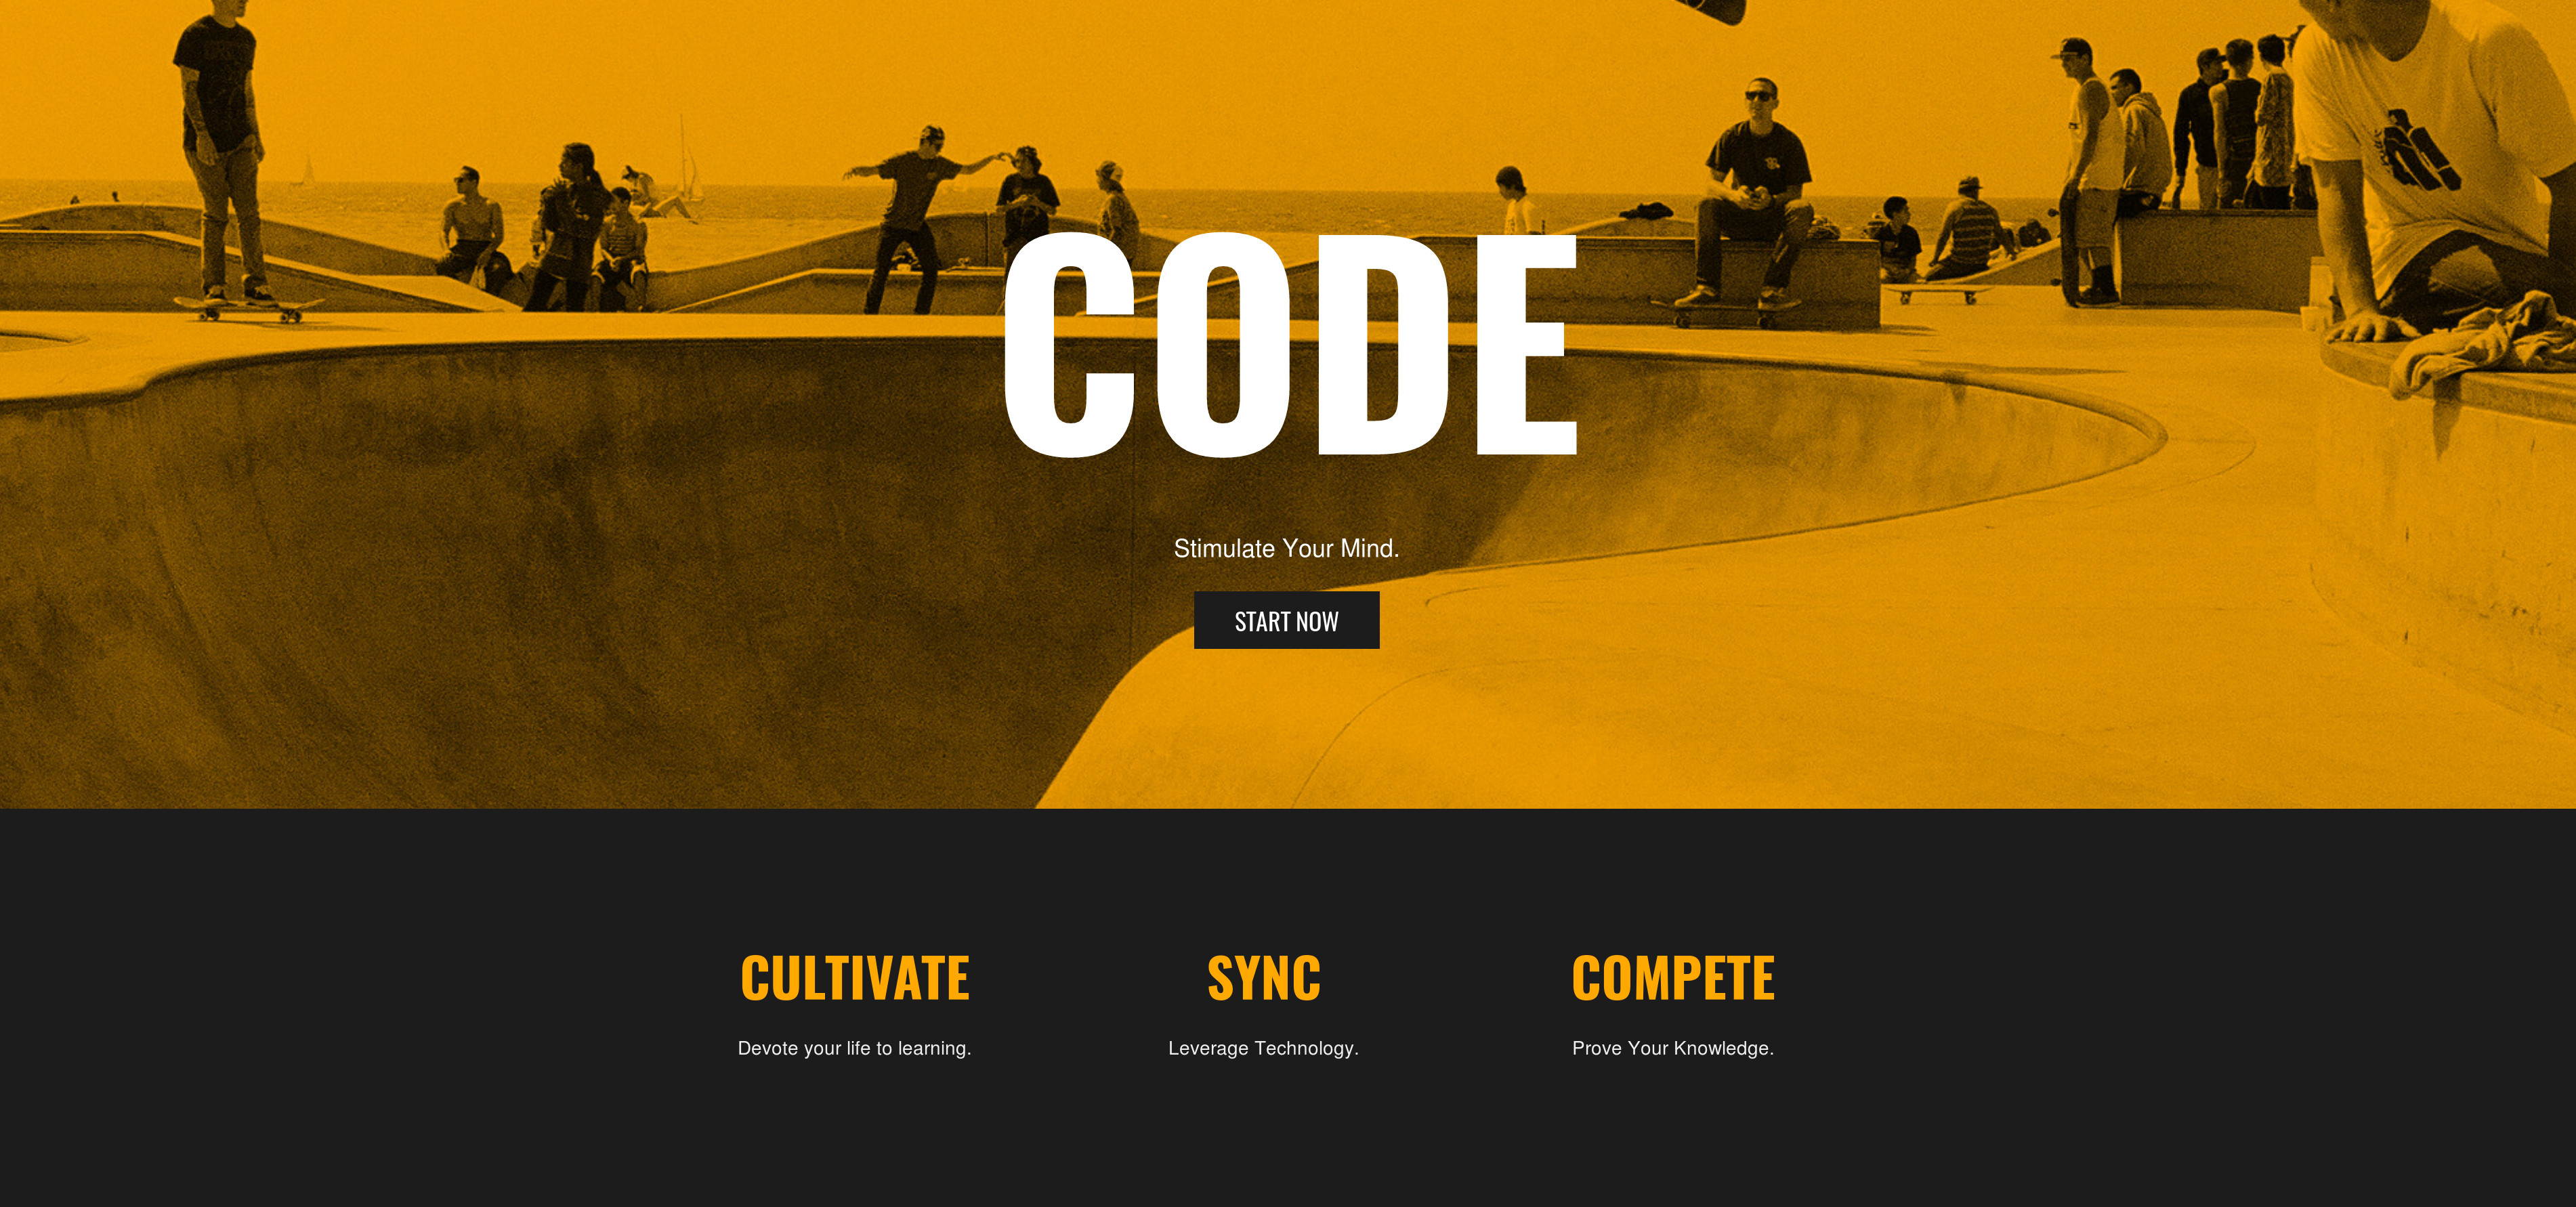 CODE
Stimulate Your Mind.
START NOW
CULTIVATE
Devote your life to learning.
SYNC
Leverage Technology.
COMPETE
Prove Your Knowledge.